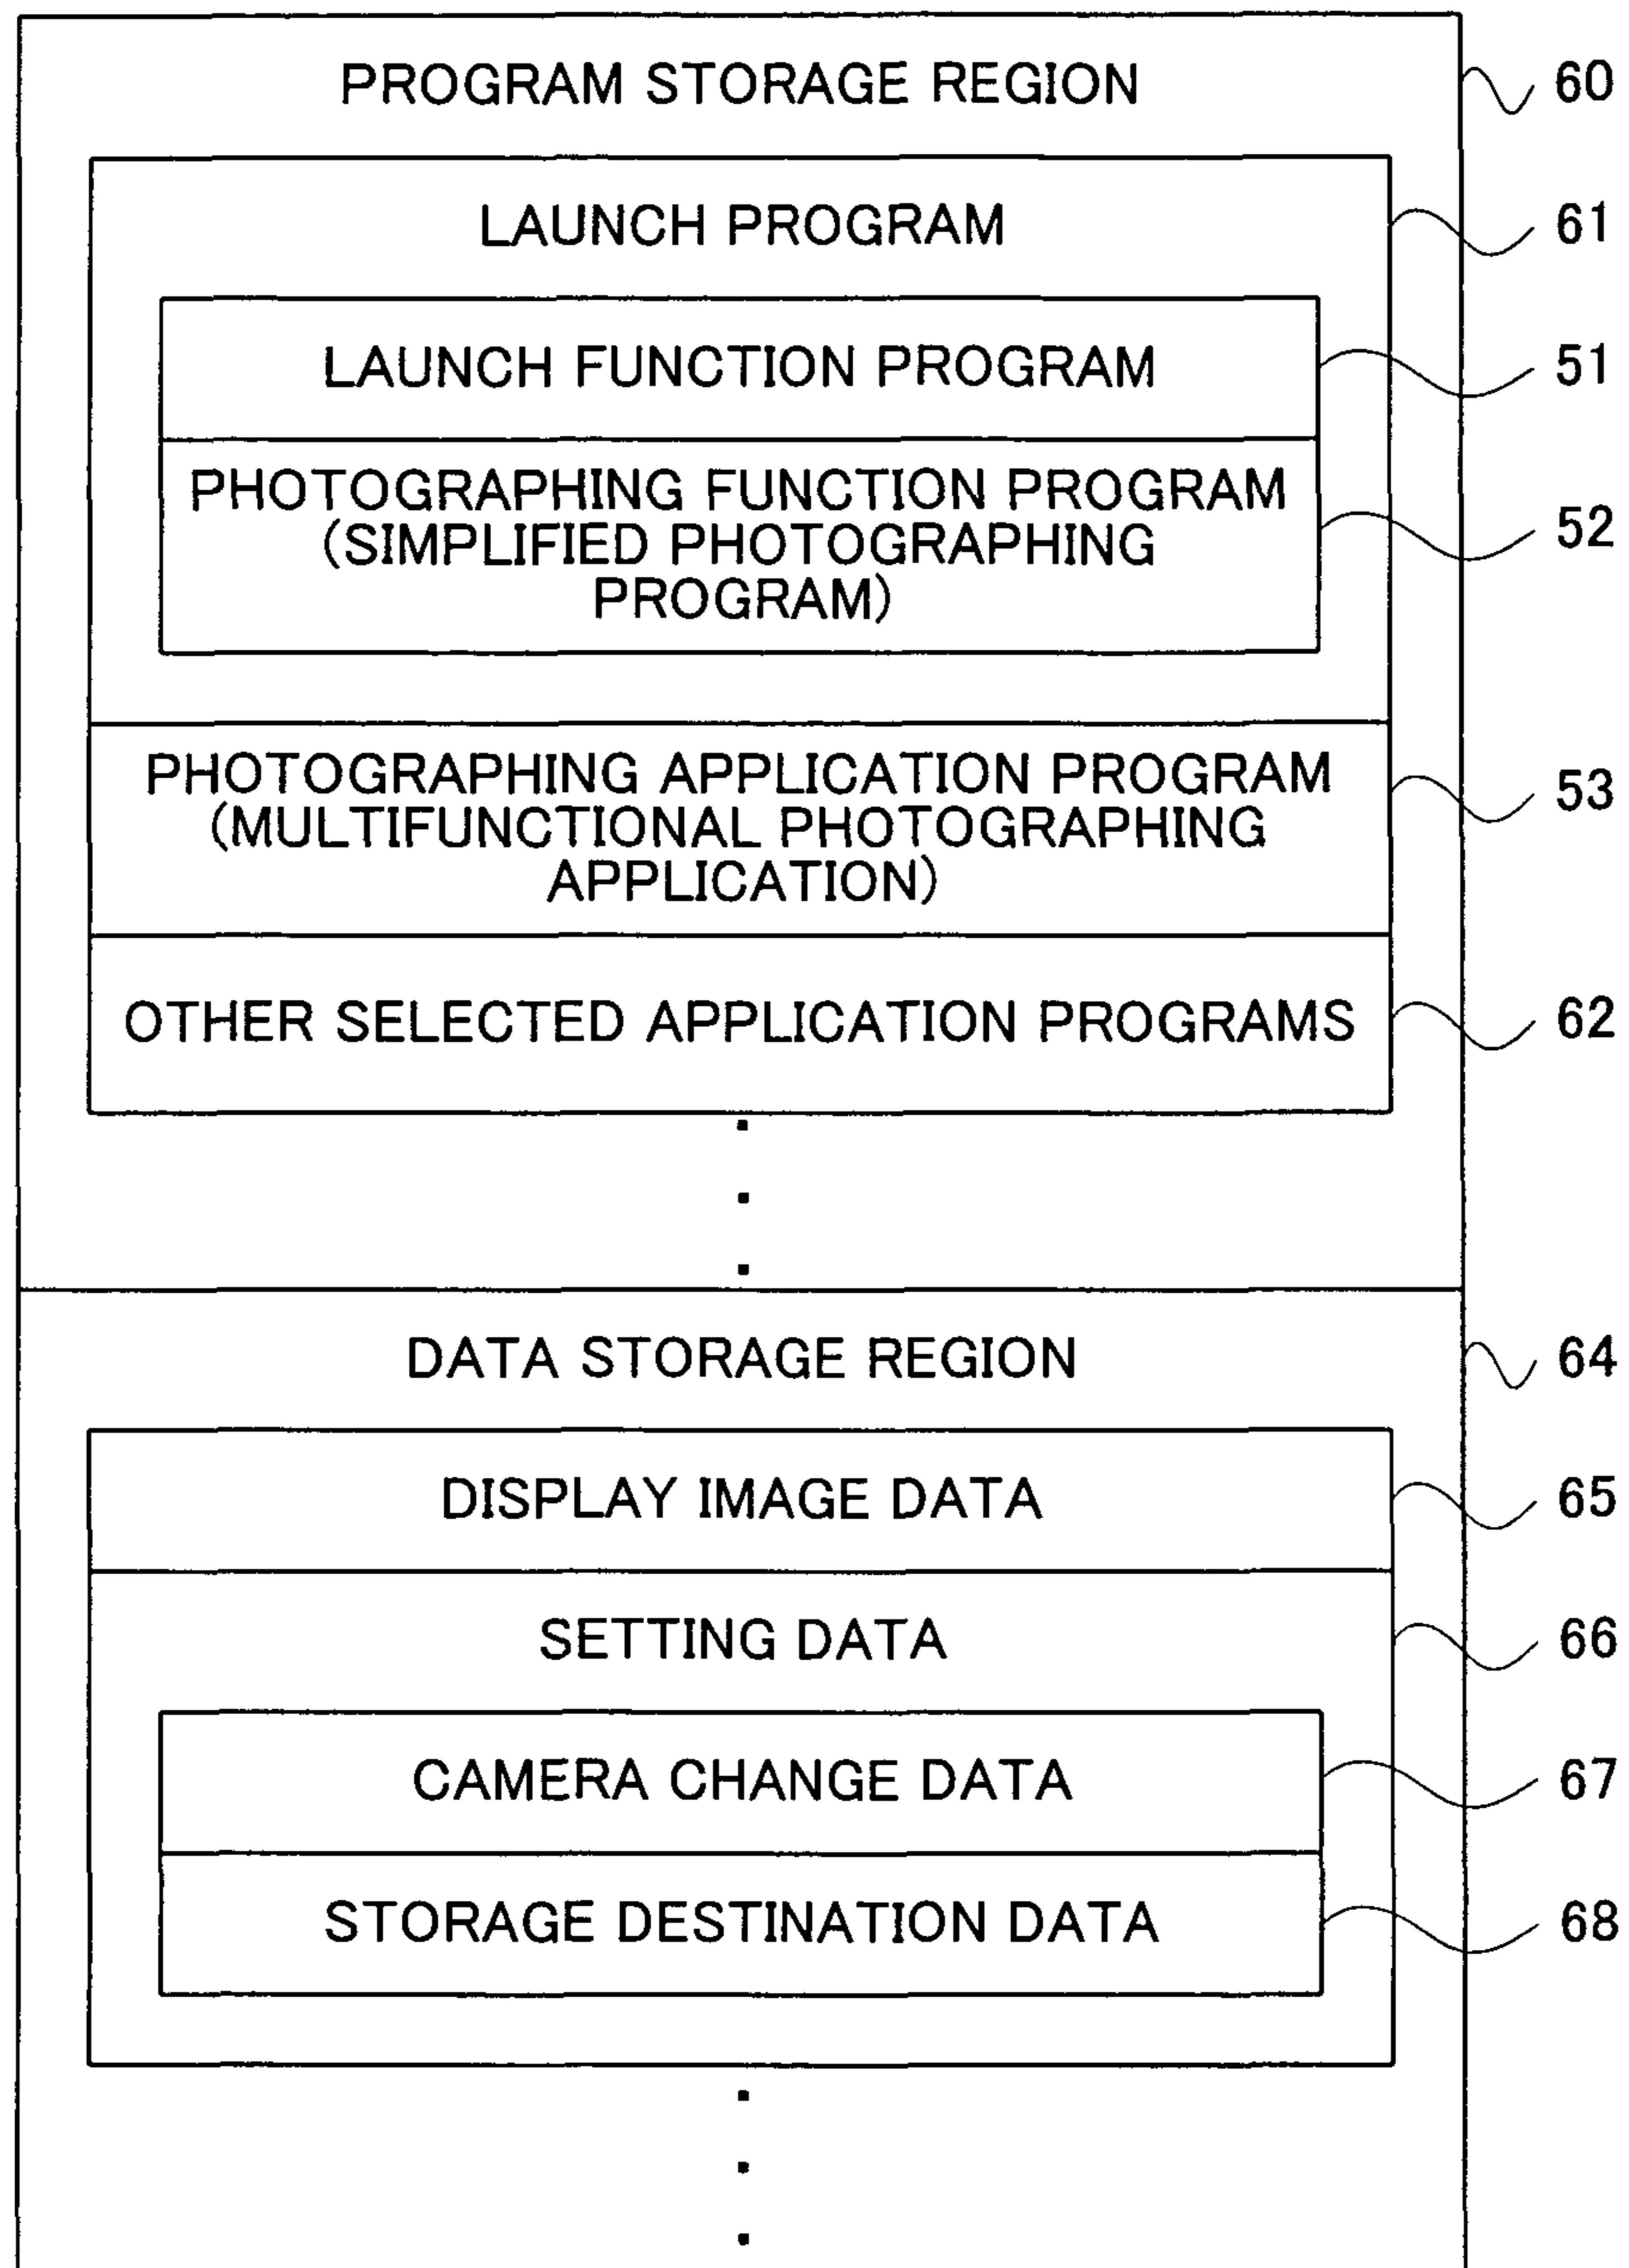 PROGRAM STORAGE REGION 60
LAUNCH PROGRAM 61
LAUNCH FUNCTION PROGRAM 51
PHOTOGRAPHING FUNCTION PROGRAM
(SIMPLIFIED PHOTOGRAPHING 52
PROGRAM)
PHOTOGRAPHING APPLICATION PROGRAM 53
(MULTIFUNCTIONAL PHOTOGRAPHING
APPLICATION)
OTHER SELECTED APPLICATION PROGRAMS 62
DATA STORAGE REGION 64
DISPLAY IMAGE DATA 65
SETTING DATA 66
CAMERA CHANGE DATA 67
STORAGE DESTINATION DATA 68